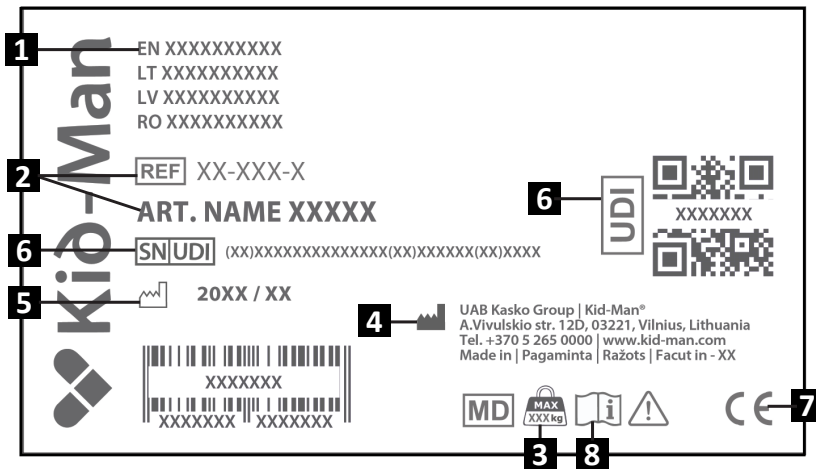 1
EN XXXXXXXXXX
LT XXXXXXXXXX
LV XXXXXXXXXX
RO XXXXXXXXXX
Kið-Man
2
REF XX-XXX-X
ART. NAME XXXXX
6
SN UDI (XX)XXXXXXXXXXXXXX(XX)XXXXXX(XX)XXXX
5
20XX / XX
XXXXXXX
XXXXXXX XXXXXXX
6
UDI
XXXXXXX
4
UAB Kasko Group | Kid-Man®
A.Vivulskio str. 12D, 03221, Vilnius, Lithuania
Tel. +370 5 265 0000 | www.kid-man.com
Made in | Pagaminta | Ražots | Facut in - XX
MD
MAX
XXX kg
i
!
CE
7
3
8